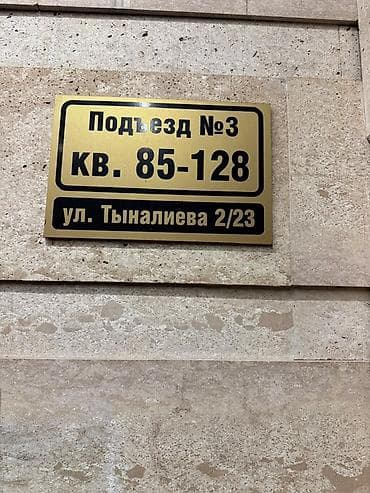 Подъезд №3
кв. 85-128
ул. Тыналиева 2/23